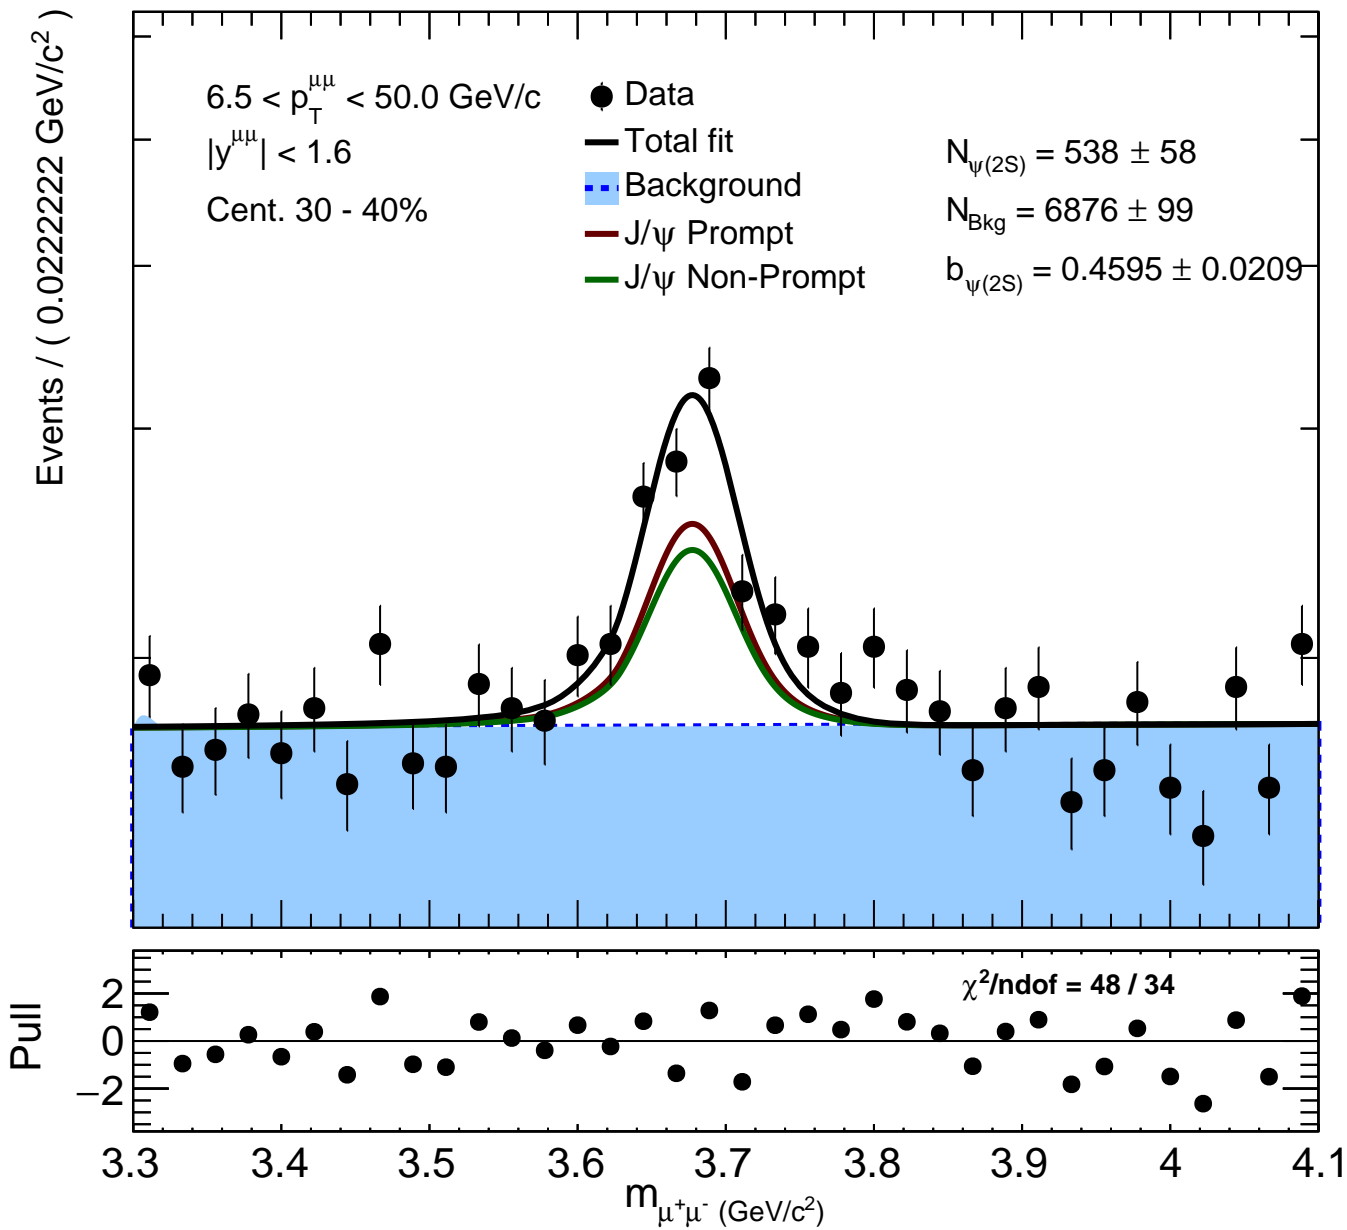 Events / ( 0.0222222 GeV/c² )
6.5 < p_T^μμ < 50.0 GeV/c
|y^μμ| < 1.6
Cent. 30 - 40%
Data
Total fit
Background
J/ψ Prompt
J/ψ Non-Prompt
N_ψ(2S) = 538 ± 58
N_Bkg = 6876 ± 99
b_ψ(2S) = 0.4595 ± 0.0209
Pull
2
0
−2
χ²/ndof = 48 / 34
3.3 3.4 3.5 3.6 3.7 3.8 3.9 4 4.1
m_μ⁺μ⁻ (GeV/c²)